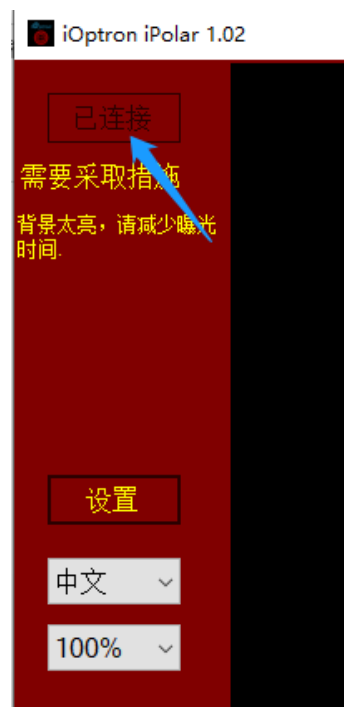 iOptron iPolar 1.02
已连接
需要采取措施
背景太亮，请减少曝光
时间.
设置
中文
100%